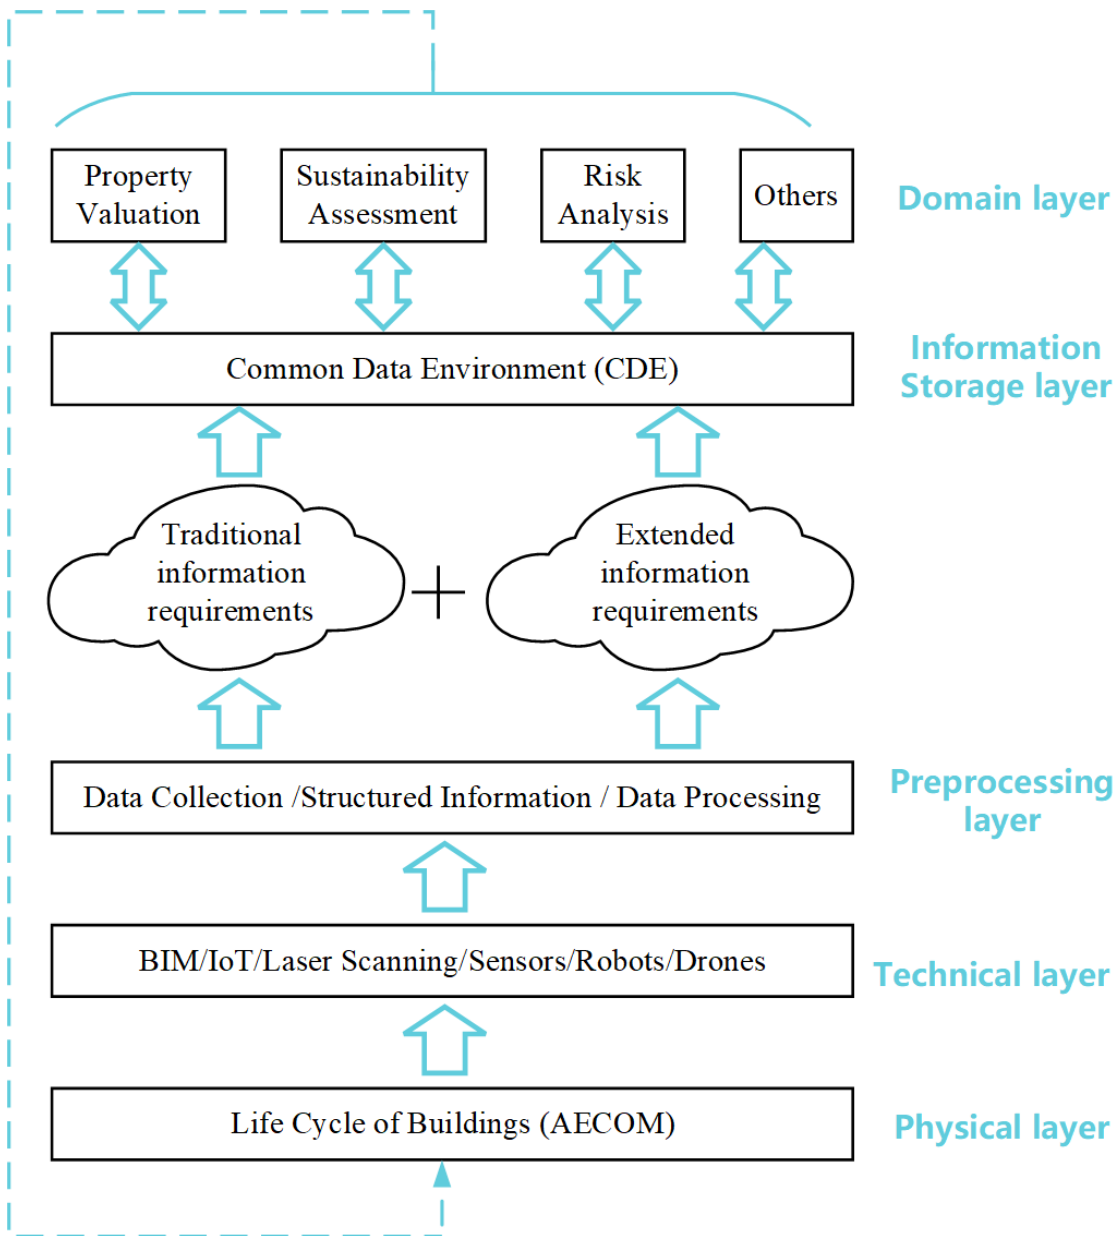 Property
Valuation
Sustainability
Assessment
Risk
Analysis
Others
Domain layer
Common Data Environment (CDE)
Information
Storage layer
Traditional
information
requirements
+
Extended
information
requirements
Data Collection /Structured Information / Data Processing
Preprocessing
layer
BIM/IoT/Laser Scanning/Sensors/Robots/Drones
Technical layer
Life Cycle of Buildings (AECOM)
Physical layer